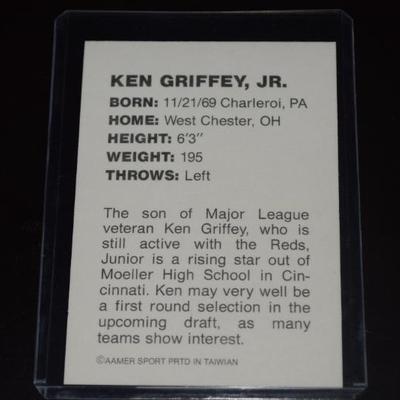 KEN GRIFFEY, JR.
BORN: 11/21/69 Charleroi, PA
HOME: West Chester, OH
HEIGHT: 6'3"
WEIGHT: 195
THROWS: Left
The son of Major League
veteran Ken Griffey, who is
still active with the Reds,
Junior is a rising star out of
Moeller High School in Cin-
cinnati. Ken may very well be
a first round selection in the
upcoming draft, as many
teams show interest.
©AAMER SPORT PRTD IN TAIWIAN